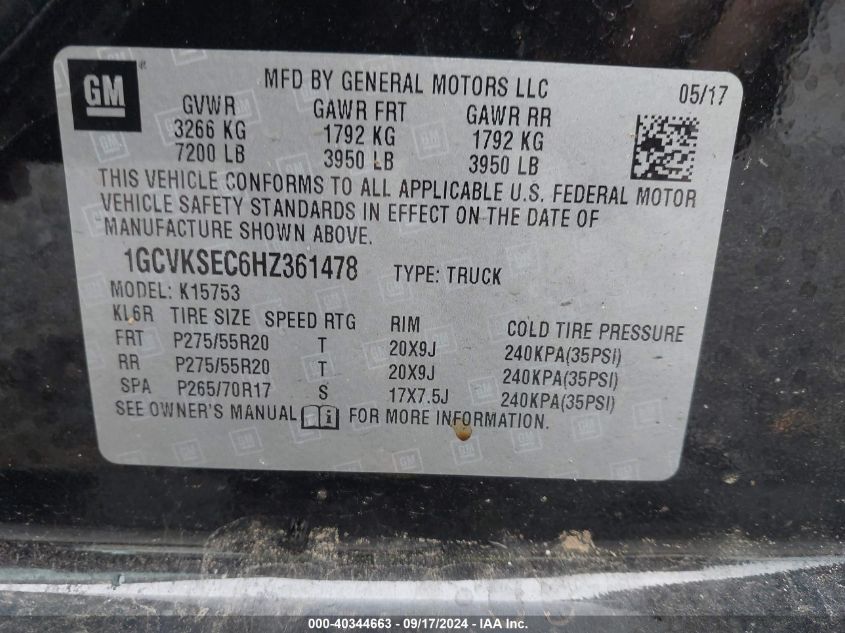 GM
MFD BY GENERAL MOTORS LLC
05/17
GVWR GAWR FRT GAWR RR
3266 KG 1792 KG 1792 KG
7200 LB 3950 LB 3950 LB
THIS VEHICLE CONFORMS TO ALL APPLICABLE U.S. FEDERAL MOTOR
VEHICLE SAFETY STANDARDS IN EFFECT ON THE DATE OF
MANUFACTURE SHOWN ABOVE.
1GCVKSEC6HZ361478 TYPE: TRUCK
MODEL: K15753
KL6R TIRE SIZE SPEED RTG RIM COLD TIRE PRESSURE
FRT P275/55R20 T 20X9J 240KPA(35PSI)
RR P275/55R20 T 20X9J 240KPA(35PSI)
SPA P265/70R17 S 17X7.5J 240KPA(35PSI)
SEE OWNER'S MANUAL i FOR MORE INFORMATION.
000-40344663 - 09/17/2024 - IAA Inc.